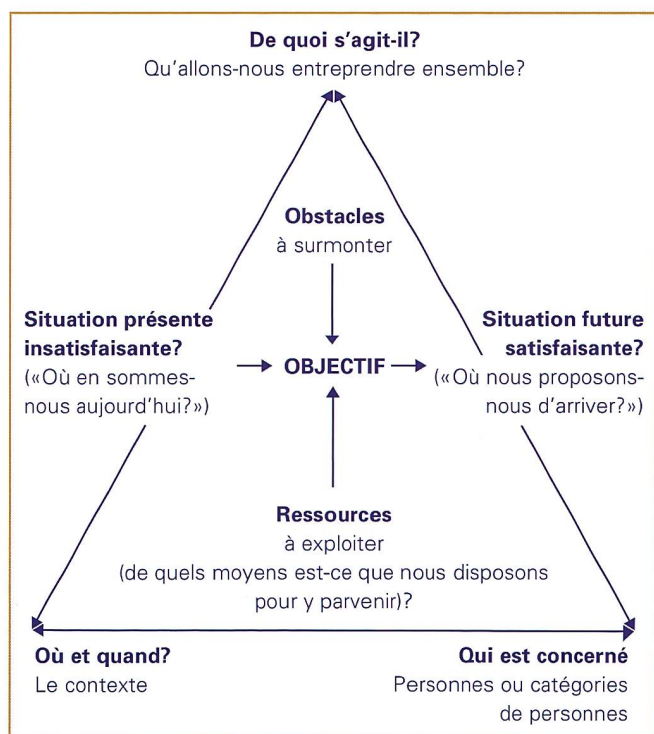 De quoi s'agit-il?
Qu'allons-nous entreprendre ensemble?
Obstacles
à surmonter
Situation présente
insatisfaisante?
(«Où en sommes-
nous aujourd'hui?»)
OBJECTIF
Situation future
satisfaisante?
(«Où nous proposons-
nous d'arriver?»)
Ressources
à exploiter
(de quels moyens est-ce que nous disposons
pour y parvenir)?
Où et quand?
Le contexte
Qui est concerné
Personnes ou catégories
de personnes